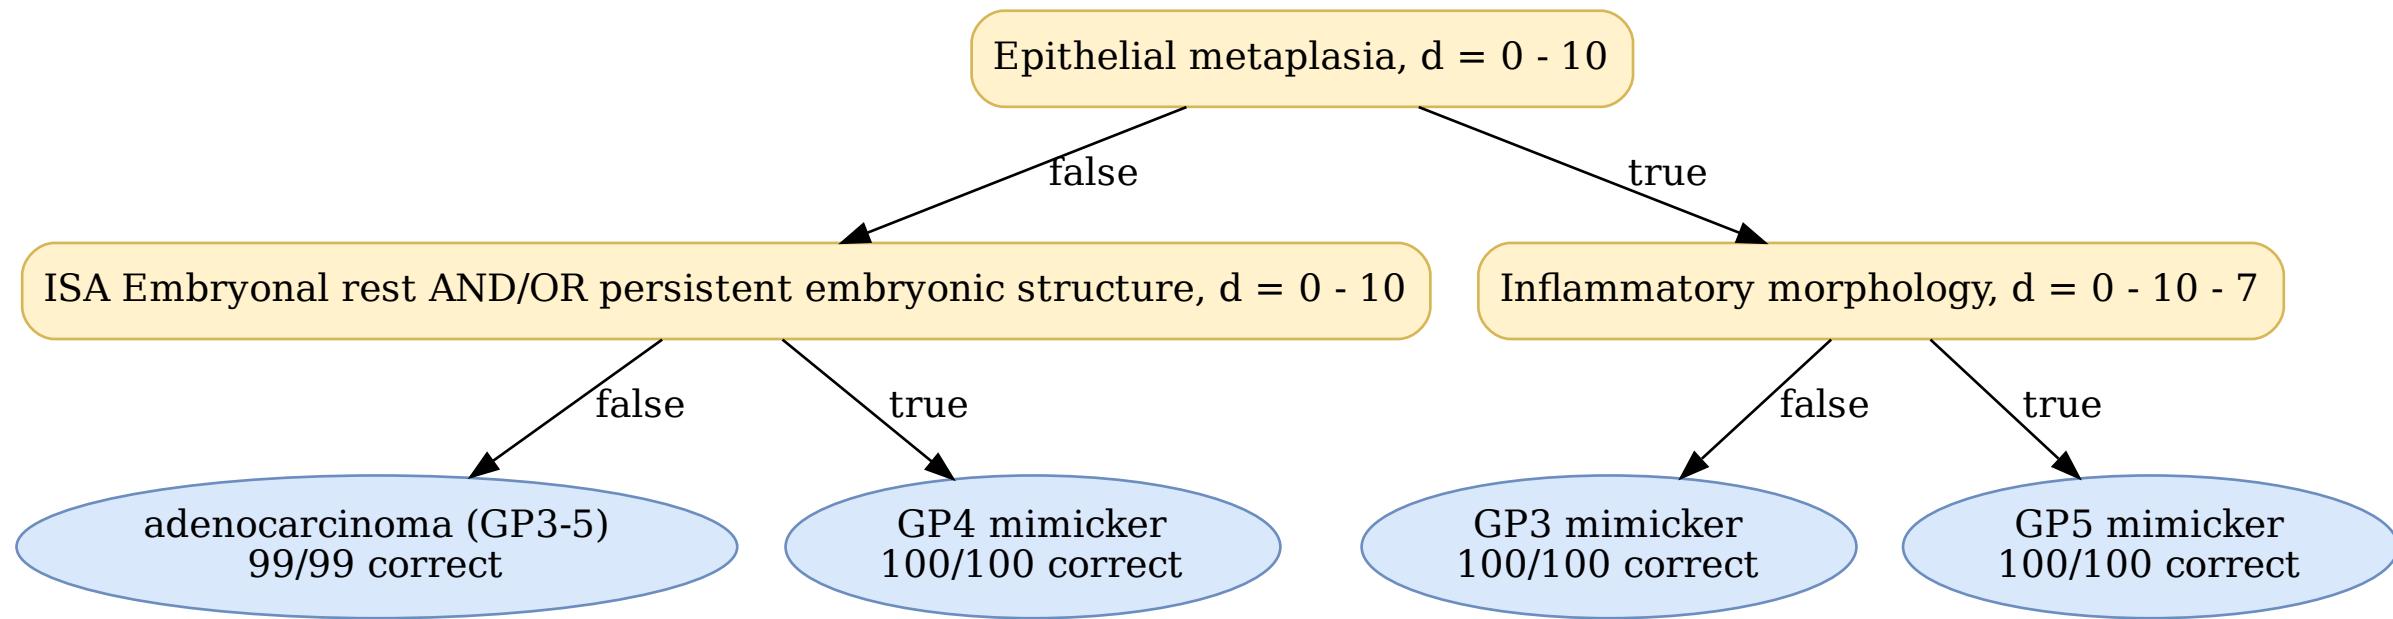 Epithelial metaplasia, d = 0 - 10
false
true
ISA Embryonal rest AND/OR persistent embryonic structure, d = 0 - 10
Inflammatory morphology, d = 0 - 10 - 7
false
true
false
true
adenocarcinoma (GP3-5)
99/99 correct
GP4 mimicker
100/100 correct
GP3 mimicker
100/100 correct
GP5 mimicker
100/100 correct